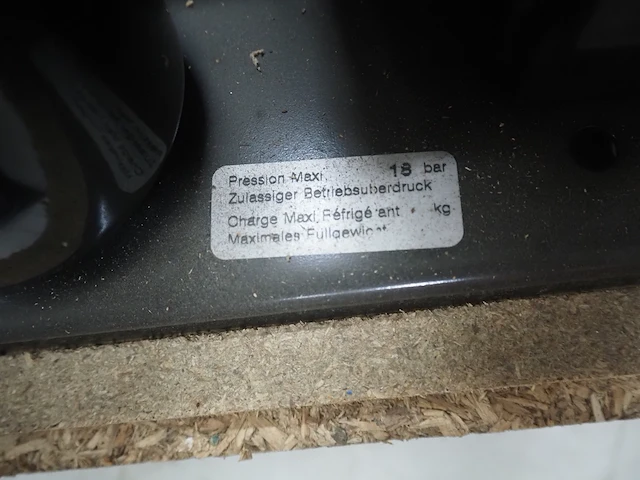 Pression Maxi. 18 bar
Zulassiger Betriebsuberdruck
Charge Maxi, Réfrigérant kg
Maximales Fullgewicht